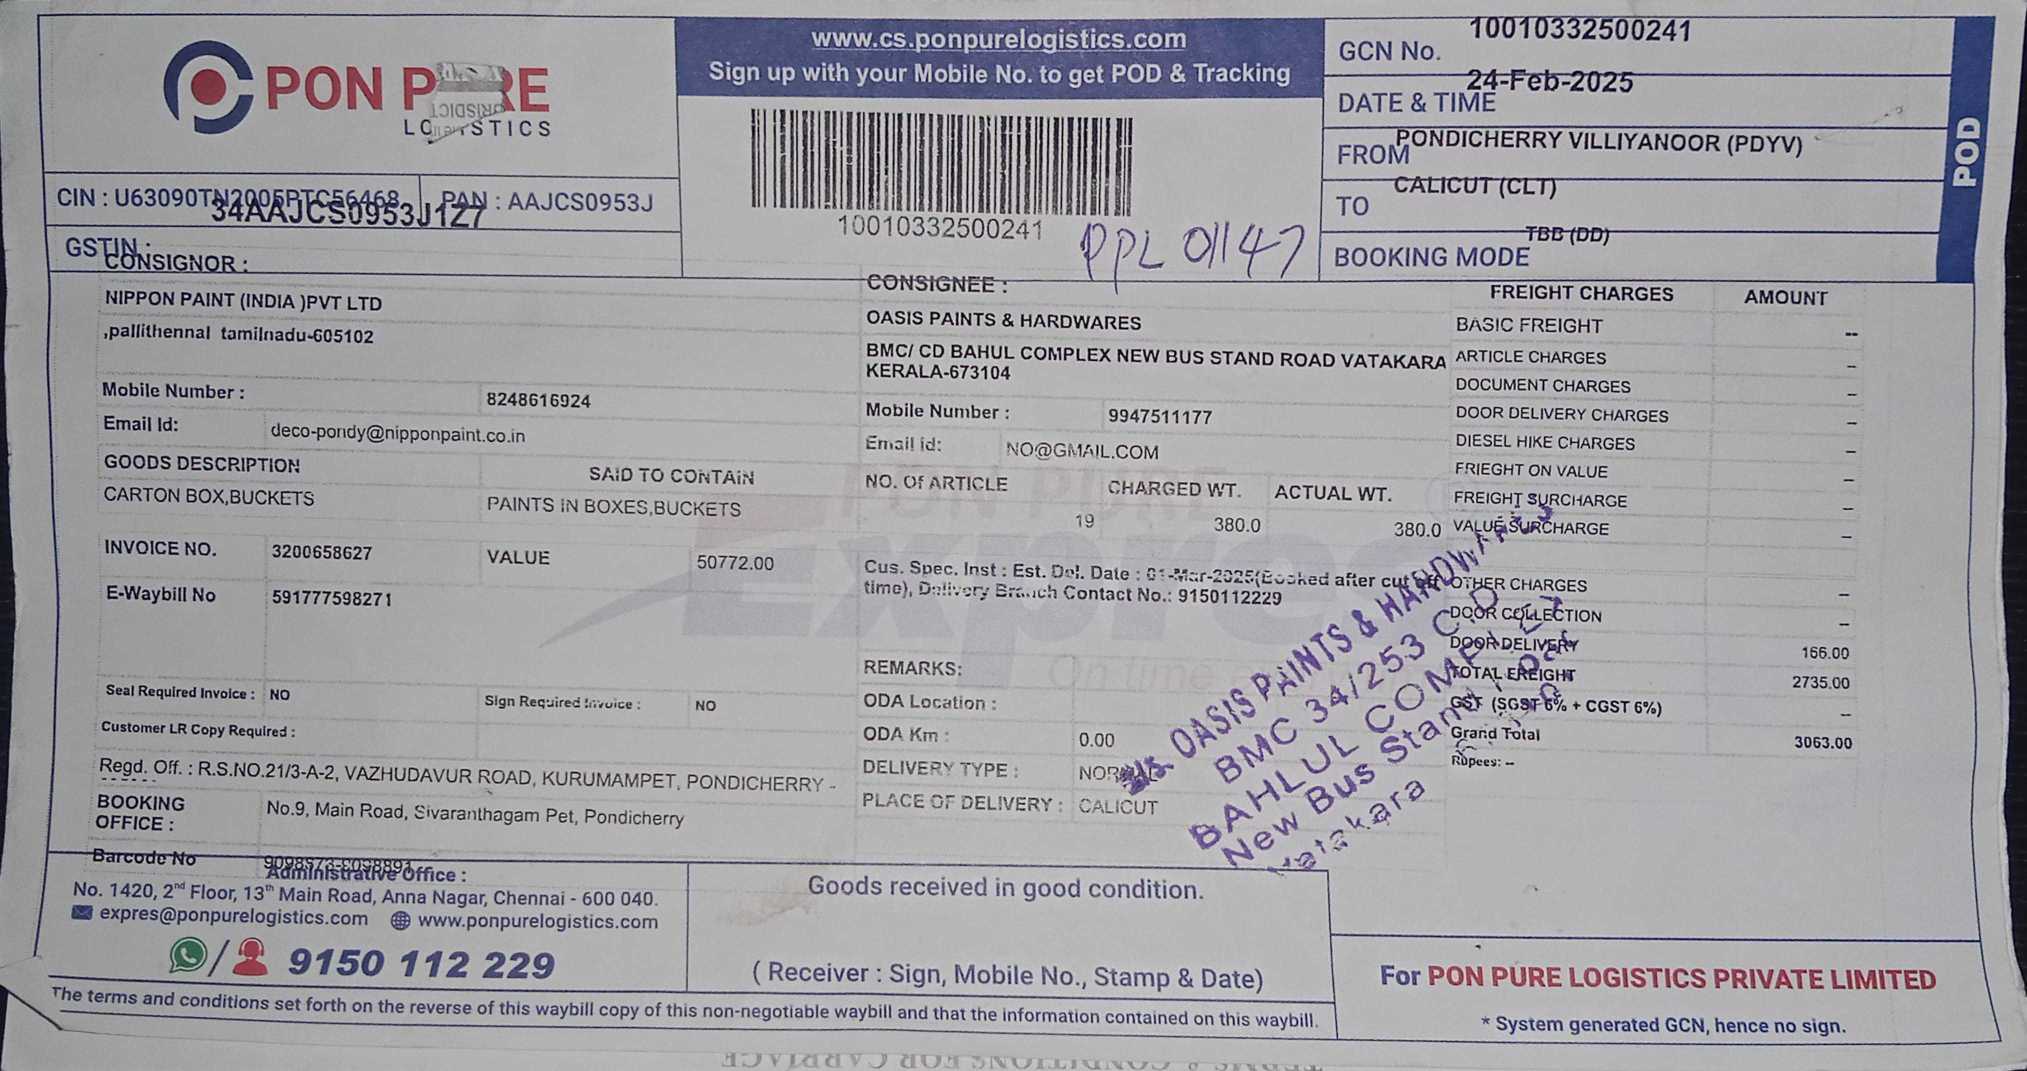 PON PURE
LOGISTICS
www.cs.ponpurelogistics.com
Sign up with your Mobile No. to get POD & Tracking
10010332500241
PPL 01147
GCN No. 10010332500241
DATE & TIME 24-Feb-2025
FROM PONDICHERRY VILLIYANOOR (PDYV)
TO CALICUT (CLT)
BOOKING MODE TBB (DD)
POD
CIN : U63090TN2005PTC56468 PAN : AAJCS0953J
GSTIN : 34AAJCS0953J1Z7
CONSIGNOR :
NIPPON PAINT (INDIA )PVT LTD
,pallithennal tamilnadu-605102
Mobile Number : 8248616924
Email Id: deco-pondy@nipponpaint.co.in
GOODS DESCRIPTION SAID TO CONTAIN
CARTON BOX,BUCKETS PAINTS IN BOXES,BUCKETS
INVOICE NO. 3200658627 VALUE 50772.00
E-Waybill No 591777598271
Seal Required Invoice : NO Sign Required Invoice : NO
Customer LR Copy Required :
Regd. Off. : R.S.NO.21/3-A-2, VAZHUDAVUR ROAD, KURUMAMPET, PONDICHERRY -
BOOKING OFFICE : No.9, Main Road, Sivaranthagam Pet, Pondicherry
Barcode No 9098573-9098891
CONSIGNEE :
OASIS PAINTS & HARDWARES
BMC/ CD BAHUL COMPLEX NEW BUS STAND ROAD VATAKARA
KERALA-673104
Mobile Number : 9947511177
Email id: NO@GMAIL.COM
NO. Of ARTICLE CHARGED WT. ACTUAL WT.
19 380.0 380.0
Cus. Spec. Inst : Est. Del. Date : 01-Mar-2025(Booked after cut off
time), Delivery Branch Contact No.: 9150112229
REMARKS:
ODA Location :
ODA Km : 0.00
DELIVERY TYPE : NORMAL
PLACE OF DELIVERY : CALICUT
FREIGHT CHARGES AMOUNT
BASIC FREIGHT --
ARTICLE CHARGES –
DOCUMENT CHARGES –
DOOR DELIVERY CHARGES –
DIESEL HIKE CHARGES –
FRIEGHT ON VALUE –
FREIGHT SURCHARGE –
VALUE SURCHARGE –
OTHER CHARGES –
DOOR COLLECTION –
DOOR DELIVERY 166.00
TOTAL FREIGHT 2735.00
GST (SGST 6% + CGST 6%) –
Grand Total 3063.00
Rupees: --
M/s. OASIS PAINTS & HARDWARES
BMC 34/253 C.D
BAHLUL COMPLEX
New Bus Stand Road
Vatakara
Administrative Office :
No. 1420, 2nd Floor, 13th Main Road, Anna Nagar, Chennai - 600 040.
expres@ponpurelogistics.com www.ponpurelogistics.com
9150 112 229
Goods received in good condition.
( Receiver : Sign, Mobile No., Stamp & Date)
For PON PURE LOGISTICS PRIVATE LIMITED
* System generated GCN, hence no sign.
The terms and conditions set forth on the reverse of this waybill copy of this non-negotiable waybill and that the information contained on this waybill.